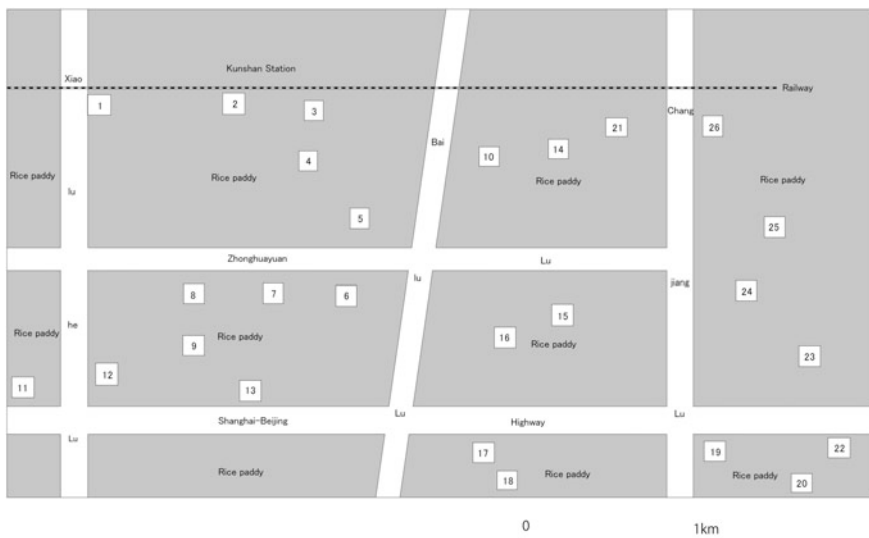 Kunshan Station
Xiao
Railway
1
2
3
Chang
21
26
Bai
4
10
14
Rice paddy
lu
Rice paddy
Rice paddy
Rice paddy
5
25
Zhonghuayuan
Lu
lu
jiang
8
7
6
24
15
he
Rice paddy
9
Rice paddy
16
Rice paddy
23
11
12
13
Shanghai-Beijing
Lu
Highway
Lu
Lu
17
19
22
Rice paddy
18
Rice paddy
Rice paddy
20
0
1km